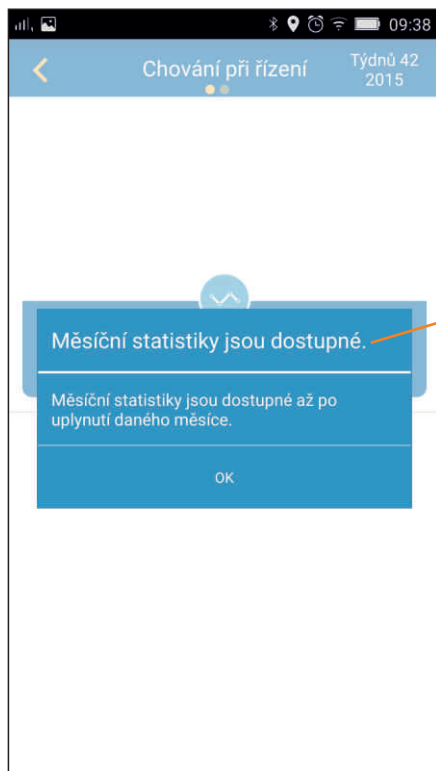 09:38
Chování při řízení
Týdnů 42
2015
Měsíční statistiky jsou dostupné.
Měsíční statistiky jsou dostupné až po
uplynutí daného měsíce.
OK